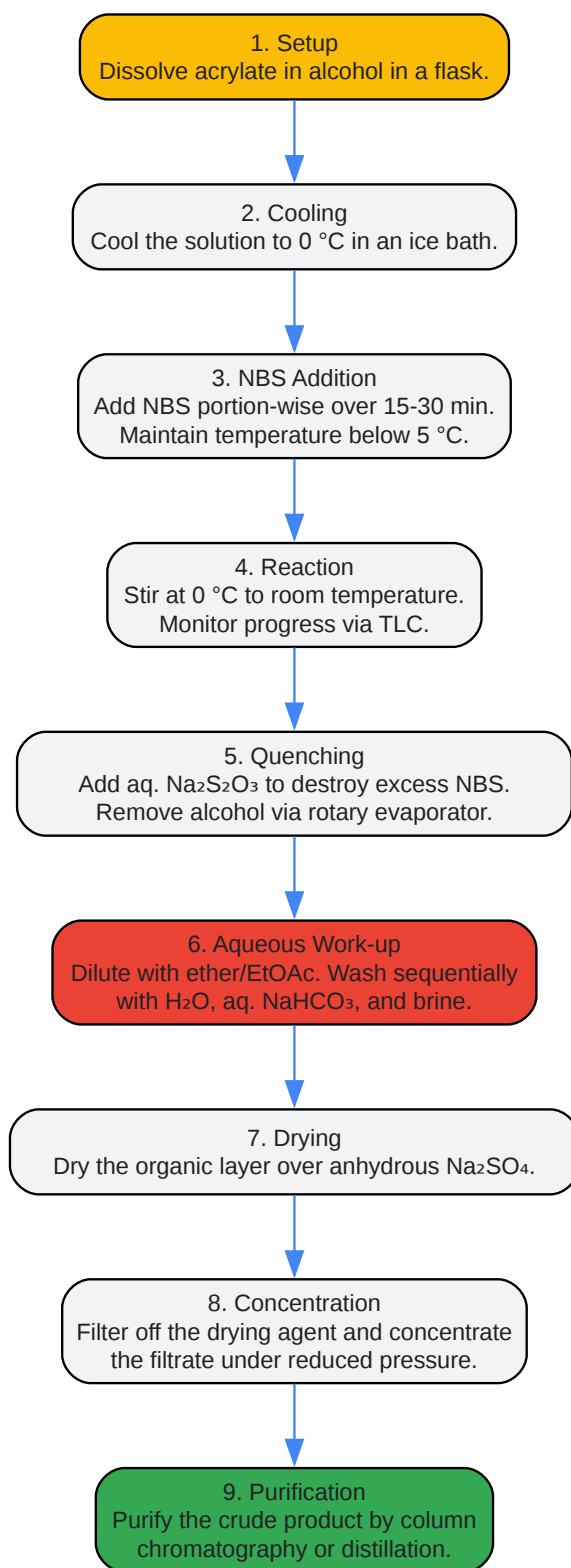 1. Setup
Dissolve acrylate in alcohol in a flask.
2. Cooling
Cool the solution to 0 °C in an ice bath.
3. NBS Addition
Add NBS portion-wise over 15-30 min.
Maintain temperature below 5 °C.
4. Reaction
Stir at 0 °C to room temperature.
Monitor progress via TLC.
5. Quenching
Add aq. Na₂S₂O₃ to destroy excess NBS.
Remove alcohol via rotary evaporator.
6. Aqueous Work-up
Dilute with ether/EtOAc. Wash sequentially
with H₂O, aq. NaHCO₃, and brine.
7. Drying
Dry the organic layer over anhydrous Na₂SO₄.
8. Concentration
Filter off the drying agent and concentrate
the filtrate under reduced pressure.
9. Purification
Purify the crude product by column
chromatography or distillation.